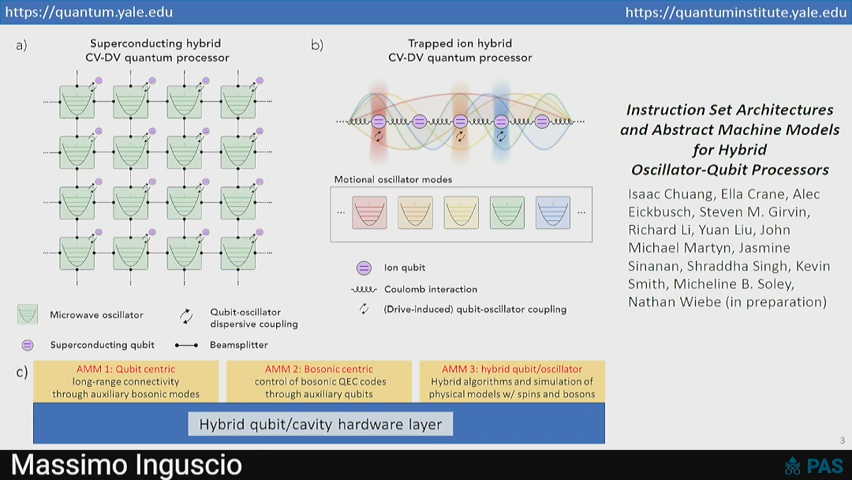 https://quantum.yale.edu
https://quantuminstitute.yale.edu
a)
Superconducting hybrid
CV-DV quantum processor
b)
Trapped ion hybrid
CV-DV quantum processor
Motional oscillator modes
Ion qubit
Coulomb interaction
(Drive-induced) qubit-oscillator coupling
Microwave oscillator
Qubit-oscillator
dispersive coupling
Superconducting qubit
Beamsplitter
Instruction Set Architectures
and Abstract Machine Models
for Hybrid
Oscillator-Qubit Processors
Isaac Chuang, Ella Crane, Alec
Eickbusch, Steven M. Girvin,
Richard Li, Yuan Liu, John
Michael Martyn, Jasmine
Sinanan, Shraddha Singh, Kevin
Smith, Micheline B. Soley,
Nathan Wiebe (in preparation)
c)
AMM 1: Qubit centric
long-range connectivity
through auxiliary bosonic modes
AMM 2: Bosonic centric
control of bosonic QEC codes
through auxiliary qubits
AMM 3: hybrid qubit/oscillator
Hybrid algorithms and simulation of
physical models w/ spins and bosons
Hybrid qubit/cavity hardware layer
3
Massimo Inguscio
PAS